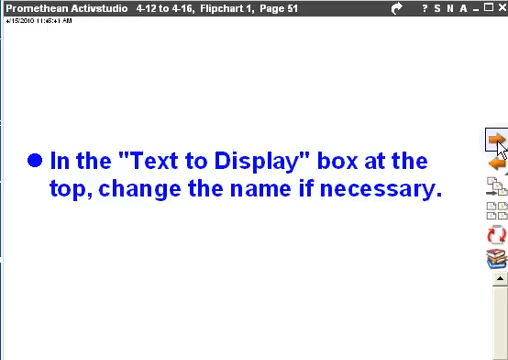 Promethean Activstudio 4-12 to 4-16, Flipchart 1, Page 51 ? S N A
4/15/2010 11:45:41 AM
● In the "Text to Display" box at the
top, change the name if necessary.